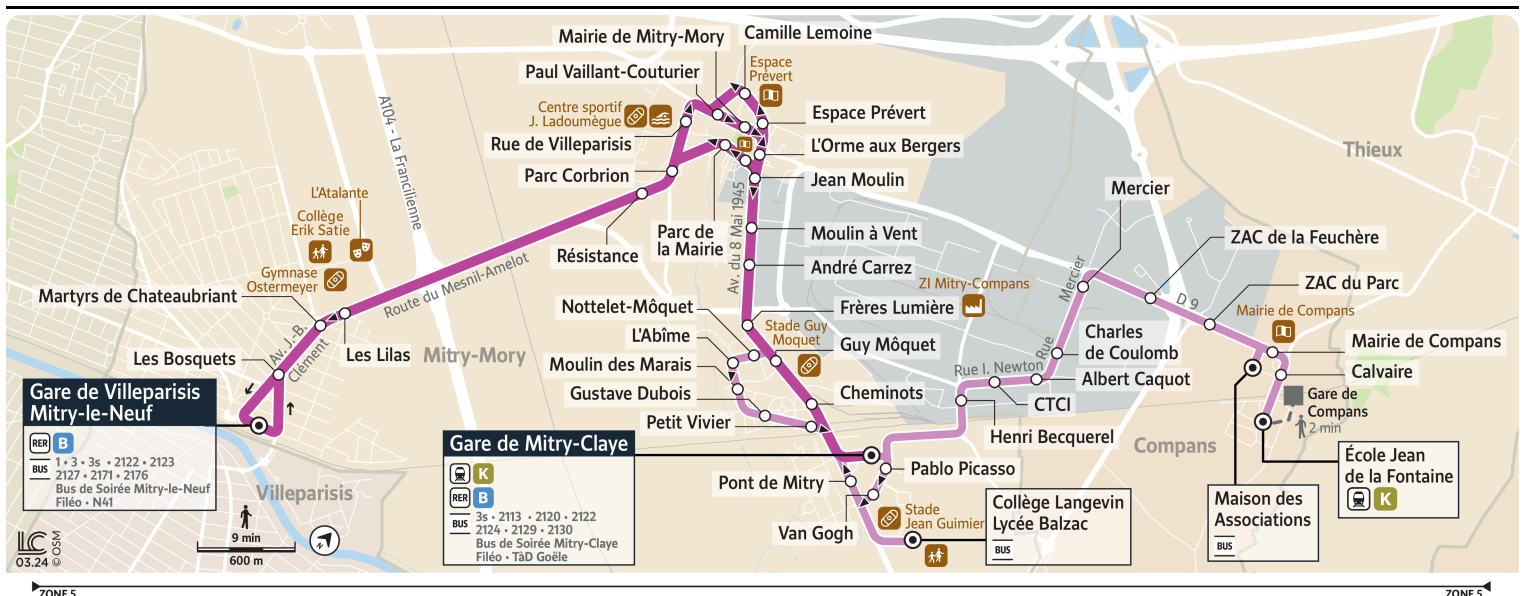 Mairie de Mitry-Mory
Camille Lemoine
Paul Vaillant-Couturier
Espace
Prévert
Centre sportif
J. Ladoumègue
Espace Prévert
Rue de Villeparisis
L'Orme aux Bergers
Parc Corbrion
Jean Moulin
A104 - La Francilienne
Thieux
Mercier
L'Atalante
Collège
Erik Satie
Gymnase
Ostermeyer
Résistance
Parc de
la Mairie
Av. du 8 Mai 1945
Moulin à Vent
André Carrez
ZAC de la Feuchère
ZAC du Parc
Martyrs de Chateaubriant
Route du Mesnil-Amelot
Nottelet-Môquet
Frères Lumière
ZI Mitry-Compans
Rue Mercier
D 9
Mairie de Compans
Mairie de Compans
L'Abîme
Stade Guy
Moquet
Guy Môquet
Charles
de Coulomb
Les Bosquets
Av. J.-B.
Clément
Les Lilas
Mitry-Mory
Moulin des Marais
Rue I. Newton
Albert Caquot
Calvaire
Gustave Dubois
Cheminots
CTCI
Gare de
Compans
2 min
Petit Vivier
Henri Becquerel
Compans
Gare de Villeparisis
Mitry-le-Neuf
RER B
BUS
1 • 3 • 3s • 2122 • 2123
2127 • 2171 • 2176
Bus de Soirée Mitry-le-Neuf
Filéo • N41
Villeparisis
Gare de Mitry-Claye
K
RER B
BUS
3s • 2113 • 2120 • 2122
2124 • 2129 • 2130
Bus de Soirée Mitry-Claye
Filéo • TàD Goële
Pont de Mitry
Pablo Picasso
Van Gogh
Stade
Jean Guimier
Collège Langevin
Lycée Balzac
BUS
Maison des
Associations
BUS
École Jean
de la Fontaine
K
9 min
600 m
LC
03.24
© OSM
ZONE 5
ZONE 5